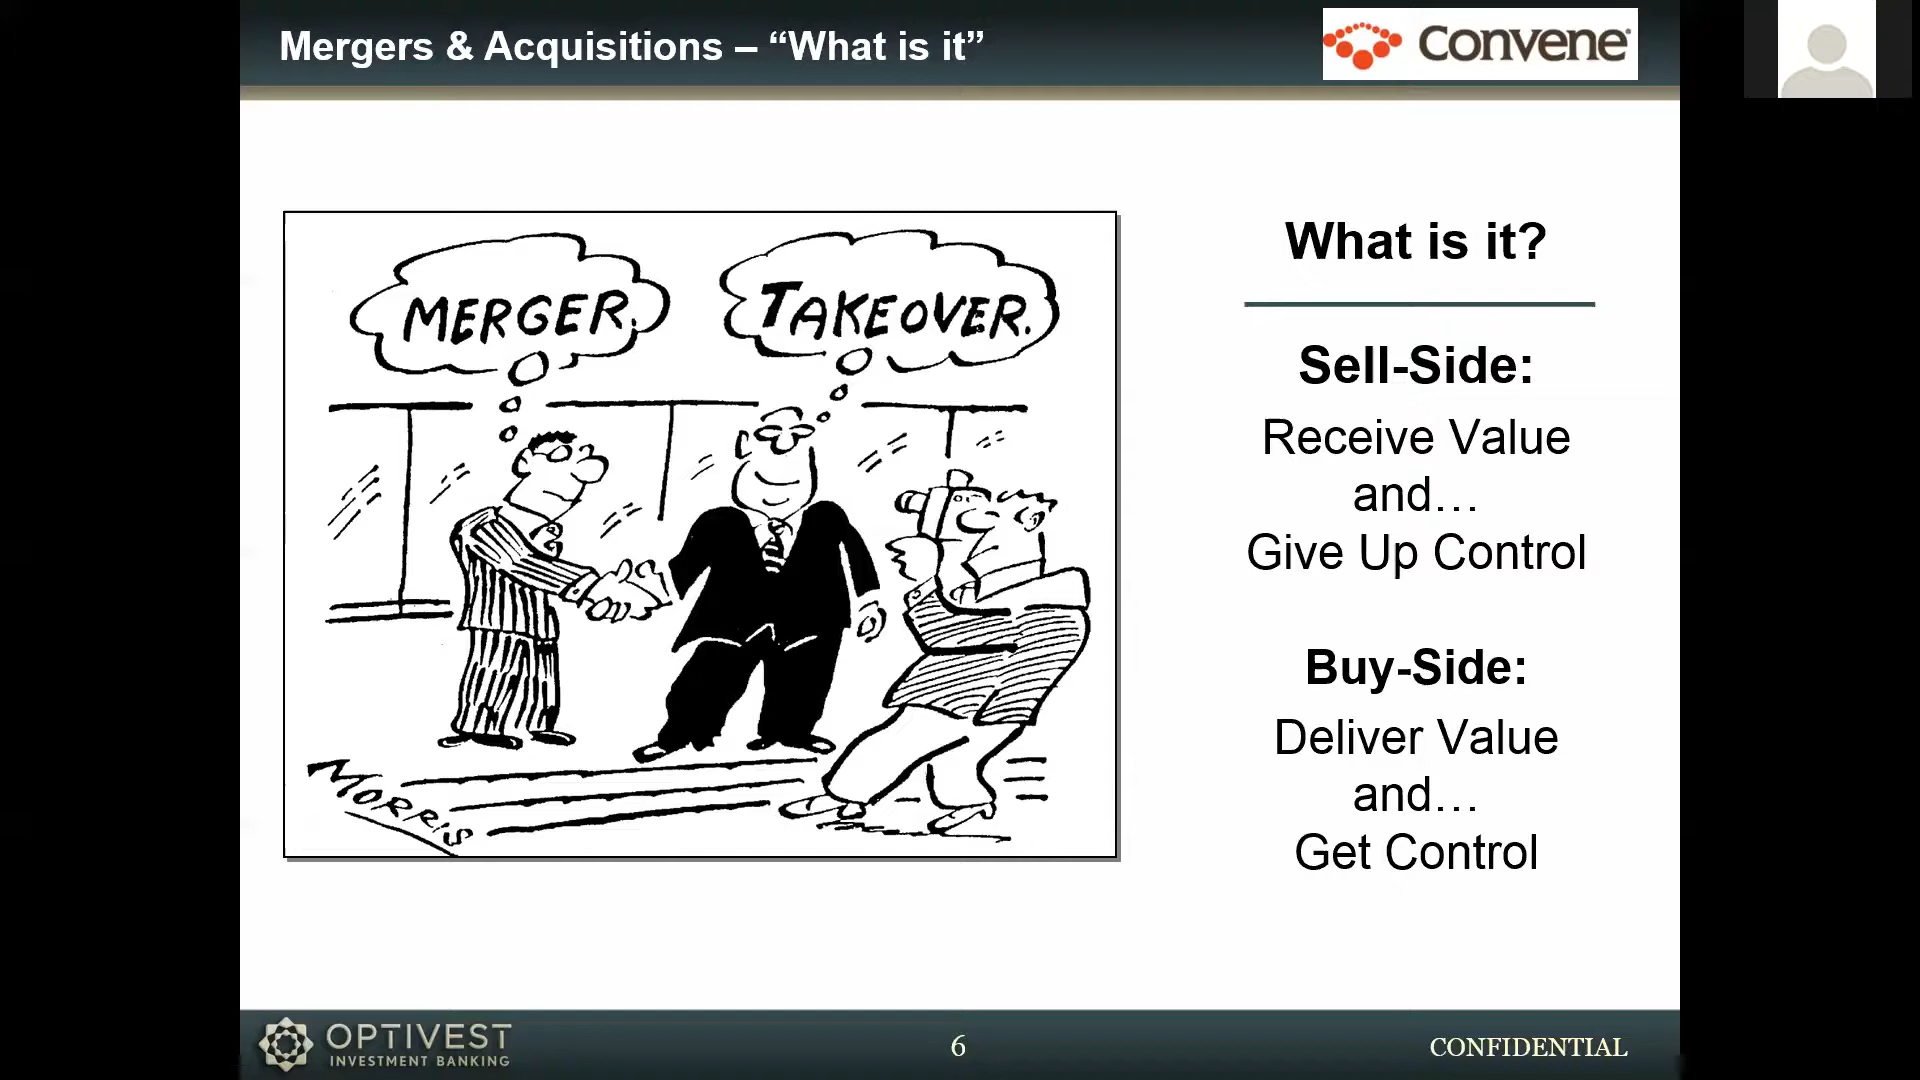 Mergers & Acquisitions – “What is it”
Convene
MERGER.
TAKEOVER.
MORRIS
What is it?
Sell-Side:
Receive Value
and…
Give Up Control
Buy-Side:
Deliver Value
and…
Get Control
OPTIVEST
INVESTMENT BANKING
6
CONFIDENTIAL